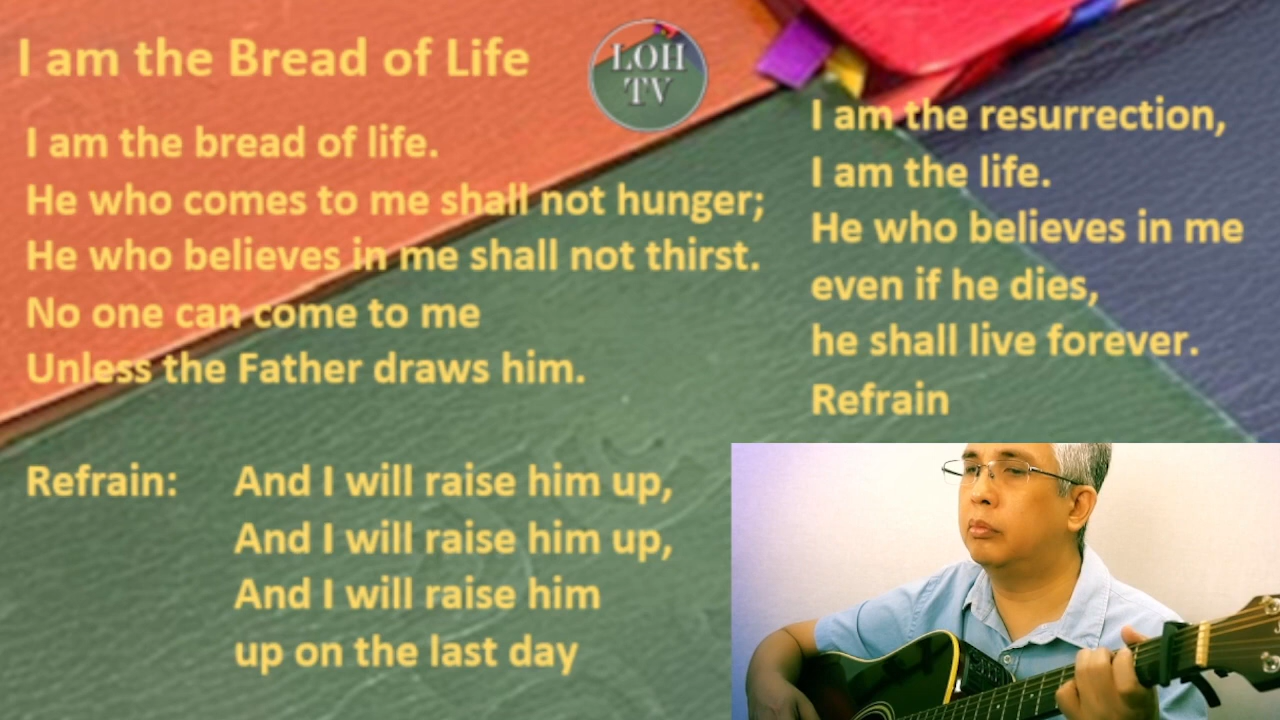 I am the Bread of Life
LOH
TV
I am the bread of life.
He who comes to me shall not hunger;
He who believes in me shall not thirst.
No one can come to me
Unless the Father draws him.
Refrain: And I will raise him up,
And I will raise him up,
And I will raise him
up on the last day
I am the resurrection,
I am the life.
He who believes in me
even if he dies,
he shall live forever.
Refrain